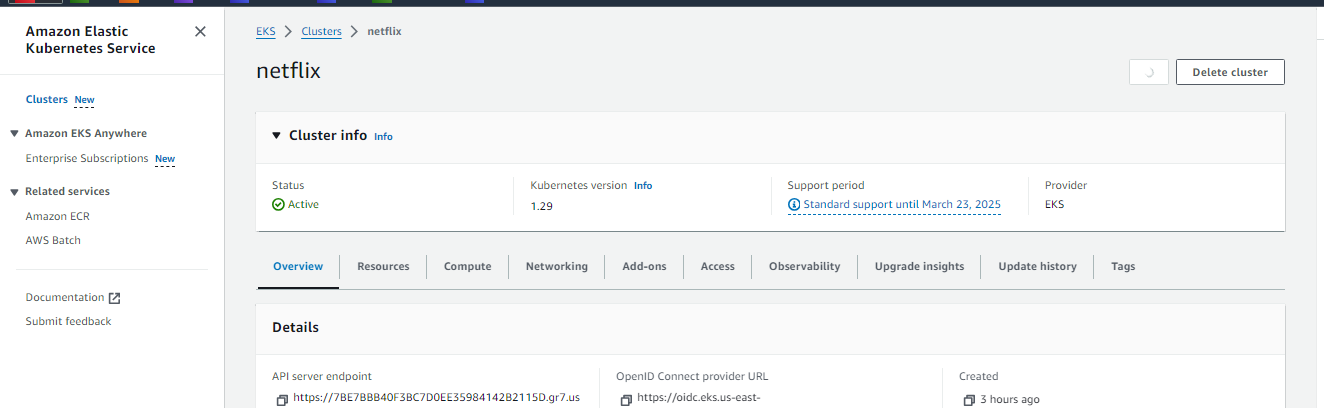 Amazon Elastic
Kubernetes Service
Clusters New
Amazon EKS Anywhere
Enterprise Subscriptions New
Related services
Amazon ECR
AWS Batch
Documentation
Submit feedback
EKS > Clusters > netflix
netflix
Delete cluster
Cluster info Info
Status
Active
Kubernetes version Info
1.29
Support period
Standard support until March 23, 2025
Provider
EKS
Overview Resources Compute Networking Add-ons Access Observability Upgrade insights Update history Tags
Details
API server endpoint
https://7BE7BBB40F3BC7D0EE35984142B2115D.gr7.us
OpenID Connect provider URL
https://oidc.eks.us-east-
Created
3 hours ago